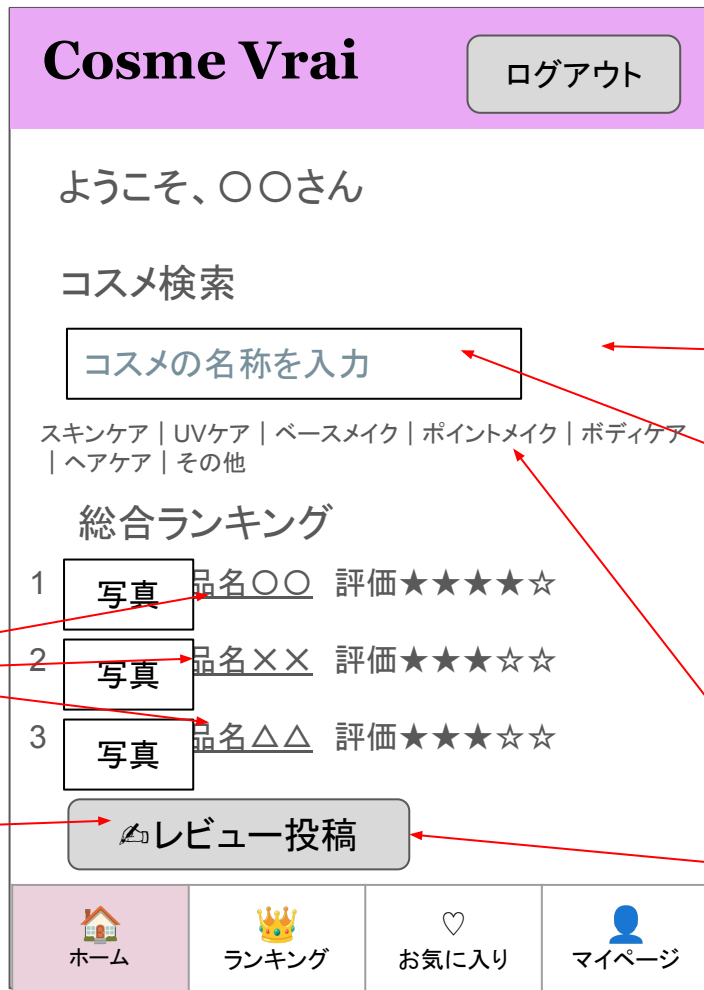 Cosme Vrai
ログアウト
ようこそ、〇〇さん
コスメ検索
コスメの名称を入力
スキンケア｜UVケア｜ベースメイク｜ポイントメイク｜ボディケア
｜ヘアケア｜その他
総合ランキング
1 写真 品名〇〇 評価★★★★☆
2 写真 品名×× 評価★★★☆☆
3 写真 品名△△ 評価★★★☆☆
✍レビュー投稿
🏠 👑 ♡ 👤
ホーム ランキング お気に入り マイページ